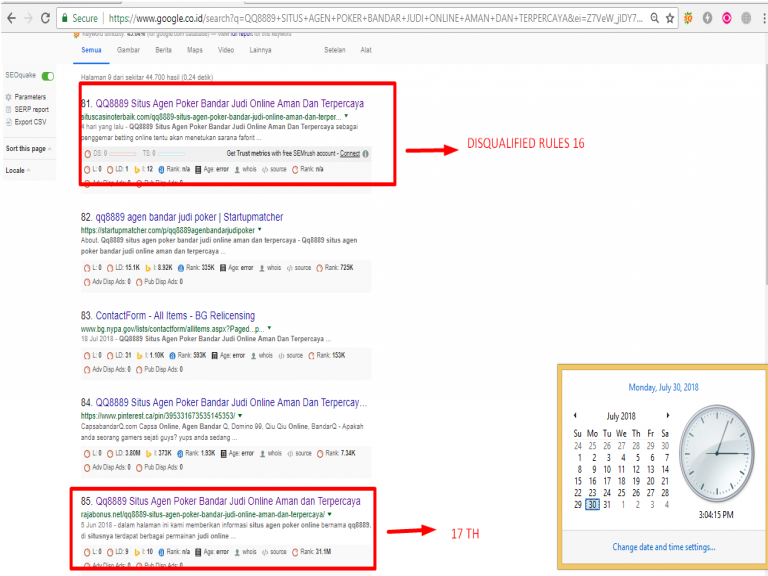 Secure | https://www.google.co.id/search?q=QQ8889+SITUS+AGEN+POKER+BANDAR+JUDI+ONLINE+AMAN+DAN+TERPERCAYA&ei=Z7VeW_jIDY7...
Semua Gambar Berita Maps Video Lainnya Setelan Alat
SEOquake
Parameters
SERP report
Export CSV
Sort this page
Locale
Halaman 9 dari sekitar 44.700 hasil (0,24 detik)
81. QQ8889 Situs Agen Poker Bandar Judi Online Aman Dan Terpercaya
situscasinoterbaik.com/qq8889-situs-agen-poker-bandar-judi-online-aman-dan-terper...
4 hari yang lalu - QQ8889 Situs Agen Poker Bandar Judi Online Aman Dan Terpercaya sebagai
penggemar betting online tentu akan menetukan sarana faforit ...
DS: 0 TS: 0 Get Trust metrics with free SEMrush account - Connect
L: 0 LD: 1 I: 12 Rank: n/a Age: error whois source Rank: n/a
Adv Disp Ads: 0 Pub Disp Ads: 0
DISQUALIFIED RULES 16
82. qq8889 agen bandar judi poker | Startupmatcher
https://startupmatcher.com/p/qq8889agenbandarjudipoker
About. Qq8889 situs agen poker bandar judi online aman dan terpercaya - Qq8889 situs agen
poker bandar judi online aman dan terpercaya ...
L: 0 LD: 15.1K I: 8.92K Rank: 335K Age: error whois source Rank: 725K
Adv Disp Ads: 0 Pub Disp Ads: 0
83. ContactForm - All Items - BG Relicensing
www.bg.nypa.gov/lists/contactform/allitems.aspx?Paged...p...
18 Jul 2018 - QQ8889 Situs Agen Poker Bandar Judi Online Aman Dan Terpercaya ...
L: 0 LD: 31 I: 1.10K Rank: 593K Age: error whois source Rank: 153K
Adv Disp Ads: 0 Pub Disp Ads: 0
84. QQ8889 Situs Agen Poker Bandar Judi Online Aman Dan Terpercay...
https://www.pinterest.ca/pin/395331673535145353/
CapsabandarQ.com Capsa Online, Agen Bandar Q, Domino 99, Qiu Qiu Online, BandarQ - Apakah
anda seorang gamers sejati guys? yups anda sedang ...
L: 0 LD: 3.80M I: 373K Rank: 1.93K Age: error whois source Rank: 7.34K
Adv Disp Ads: 0 Pub Disp Ads: 0
85. Qq8889 Situs Agen Poker Bandar Judi Online Aman dan Terpercaya
rajabonus.net/qq8889-situs-agen-poker-bandar-judi-online-aman-dan-terpercaya/
5 Jun 2018 - dalam halaman ini kami memberikan informasi situs agen poker online bernama qq8889.
di situsnya terdapat berbagai permainan judi online ...
L: 0 LD: 9 I: 10 Rank: n/a Age: error whois source Rank: 31.1M
Adv Disp Ads: 0 Pub Disp Ads: 0
17 TH
Monday, July 30, 2018
July 2018
Su Mo Tu We Th Fr Sa
24 25 26 27 28 29 30
1 2 3 4 5 6 7
8 9 10 11 12 13 14
15 16 17 18 19 20 21
22 23 24 25 26 27 28
29 30 31 1 2 3 4
3:04:15 PM
Change date and time settings...